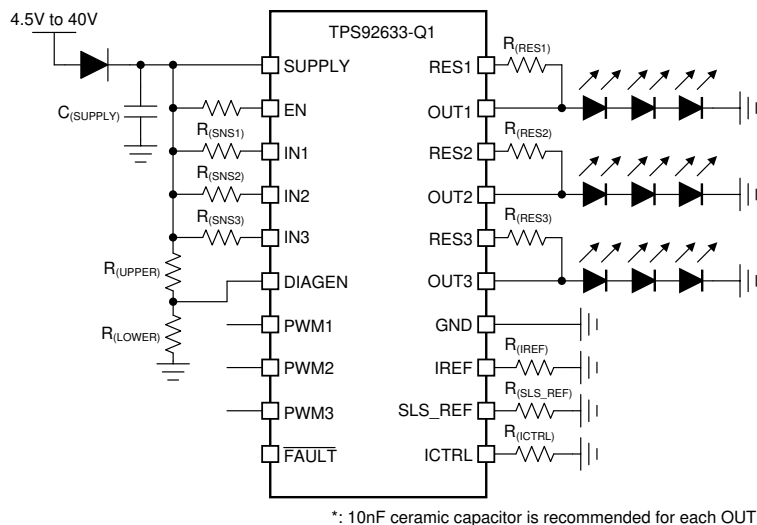 4.5V to 40V
TPS92633-Q1
C(SUPPLY)
R(SNS1)
R(SNS2)
R(SNS3)
R(UPPER)
R(LOWER)
SUPPLY
EN
IN1
IN2
IN3
DIAGEN
PWM1
PWM2
PWM3
FAULT
RES1
OUT1
RES2
OUT2
RES3
OUT3
GND
IREF
SLS_REF
ICTRL
R(RES1)
R(RES2)
R(RES3)
R(IREF)
R(SLS_REF)
R(ICTRL)
*: 10nF ceramic capacitor is recommended for each OUT